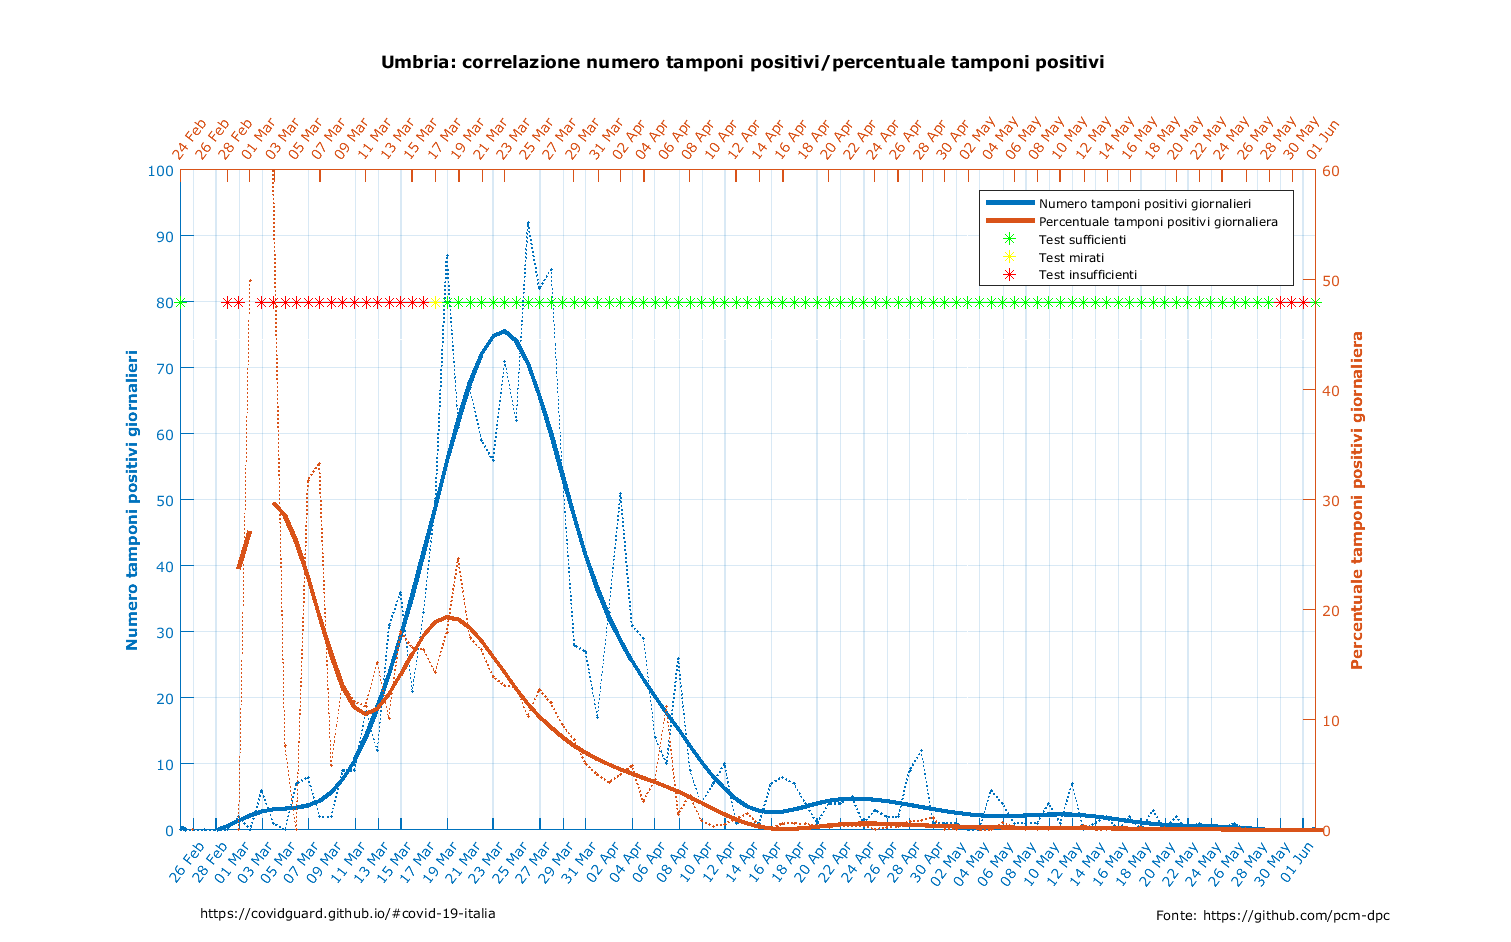 Umbria: correlazione numero tamponi positivi/percentuale tamponi positivi
24 Feb
26 Feb
28 Feb
01 Mar
03 Mar
05 Mar
07 Mar
09 Mar
11 Mar
13 Mar
15 Mar
17 Mar
19 Mar
21 Mar
23 Mar
25 Mar
27 Mar
29 Mar
31 Mar
02 Apr
04 Apr
06 Apr
08 Apr
10 Apr
12 Apr
14 Apr
16 Apr
18 Apr
20 Apr
22 Apr
24 Apr
26 Apr
28 Apr
30 Apr
02 May
04 May
06 May
08 May
10 May
12 May
14 May
16 May
18 May
20 May
22 May
24 May
26 May
28 May
30 May
01 Jun
Numero tamponi positivi giornalieri
100
90
80
70
60
50
40
30
20
10
0
Numero tamponi positivi giornalieri
Percentuale tamponi positivi giornaliera
Test sufficienti
Test mirati
Test insufficienti
60
50
40
30
20
10
0
Percentuale tamponi positivi giornaliera
26 Feb
28 Feb
01 Mar
03 Mar
05 Mar
07 Mar
09 Mar
11 Mar
13 Mar
15 Mar
17 Mar
19 Mar
21 Mar
23 Mar
25 Mar
27 Mar
29 Mar
31 Mar
02 Apr
04 Apr
06 Apr
08 Apr
10 Apr
12 Apr
14 Apr
16 Apr
18 Apr
20 Apr
22 Apr
24 Apr
26 Apr
28 Apr
30 Apr
02 May
04 May
06 May
08 May
10 May
12 May
14 May
16 May
18 May
20 May
22 May
24 May
26 May
28 May
30 May
01 Jun
https://covidguard.github.io/#covid-19-italia
Fonte: https://github.com/pcm-dpc